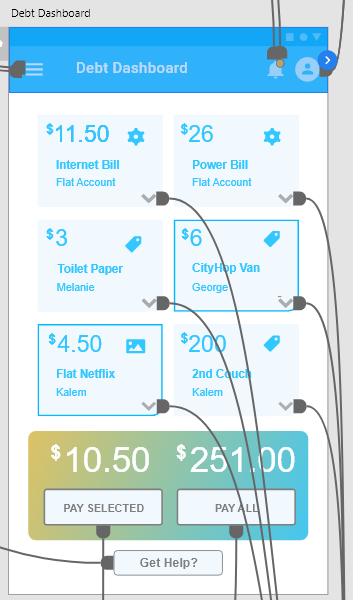 Debt Dashboard
Debt Dashboard
$11.50
Internet Bill
Flat Account
$26
Power Bill
Flat Account
$3
Toilet Paper
Melanie
$6
CityHop Van
George
$4.50
Flat Netflix
Kalem
$200
2nd Couch
Kalem
$10.50
$251.00
PAY SELECTED
PAY ALL
Get Help?